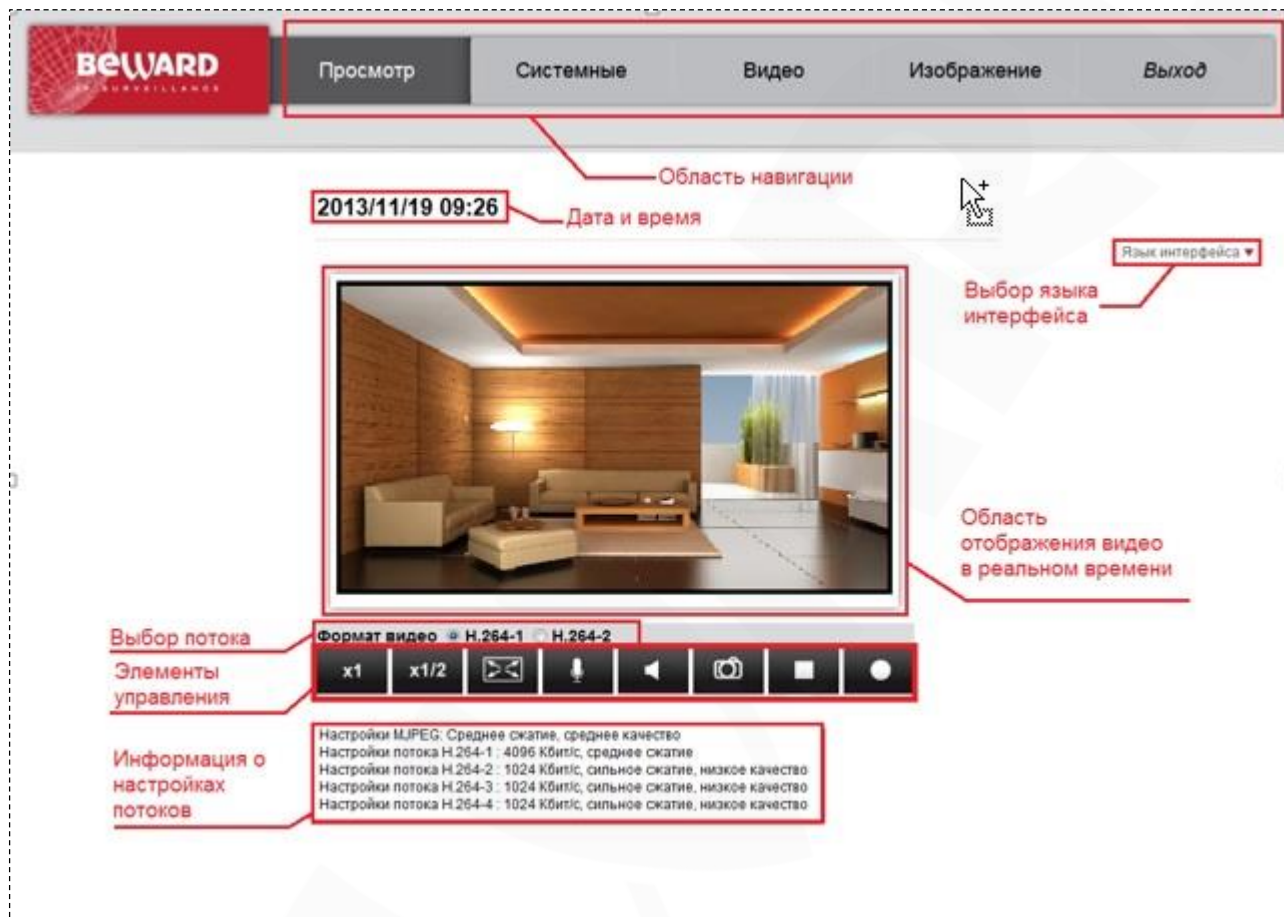 BEWARD
IP SURVEILLANCE
Просмотр Системные Видео Изображение Выход
Область навигации
2013/11/19 09:26
Дата и время
Язык интерфейса
Выбор языка
интерфейса
Область
отображения видео
в реальном времени
Выбор потока
Формат видео H.264-1 H.264-2
Элементы
управления
x1 x1/2
Информация о
настройках
потоков
Настройки MJPEG: Среднее сжатие, среднее качество
Настройки потока H.264-1 : 4096 Кбит/с, среднее сжатие
Настройки потока H.264-2 : 1024 Кбит/с, сильное сжатие, низкое качество
Настройки потока H.264-3 : 1024 Кбит/с, сильное сжатие, низкое качество
Настройки потока H.264-4 : 1024 Кбит/с, сильное сжатие, низкое качество